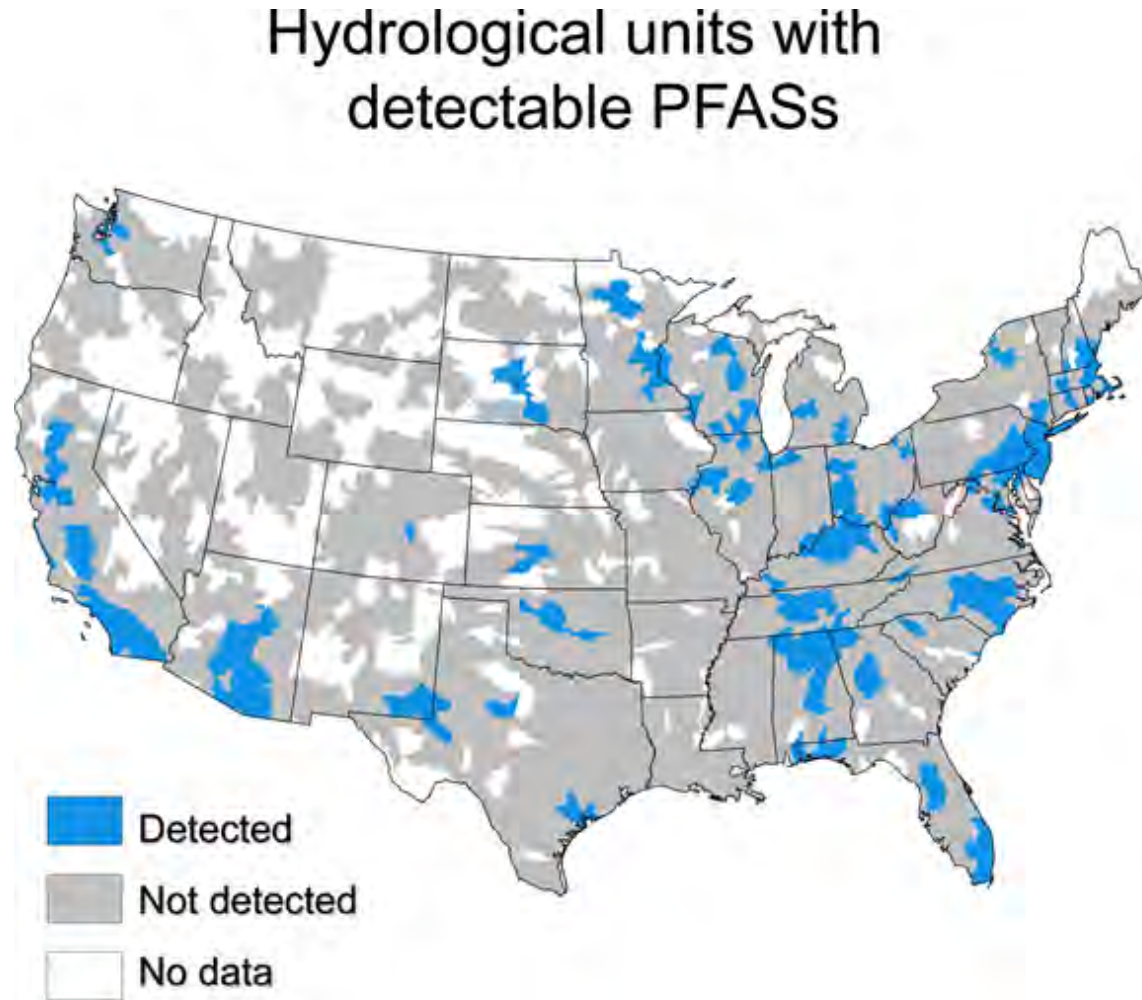 Hydrological units with
detectable PFASs
Detected
Not detected
No data